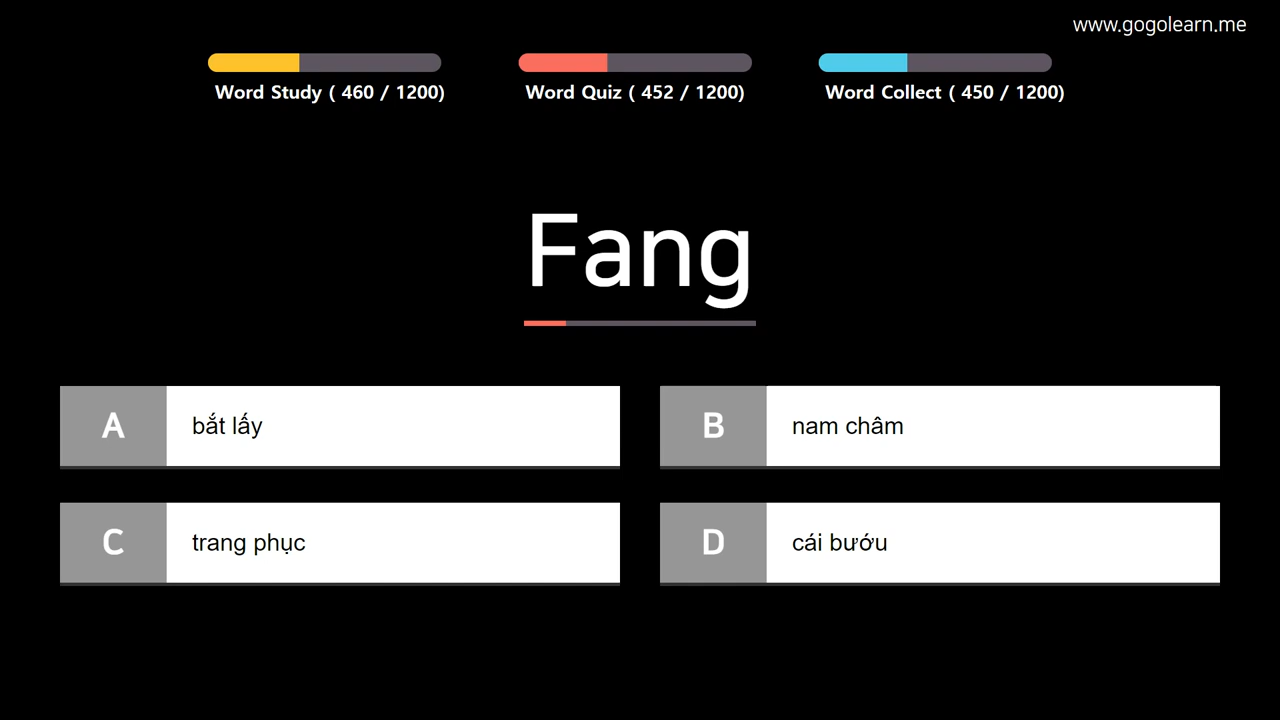 www.gogolearn.me
Word Study ( 460 / 1200)
Word Quiz ( 452 / 1200)
Word Collect ( 450 / 1200)
Fang
A
bắt lấy
B
nam châm
C
trang phục
D
cái bướu